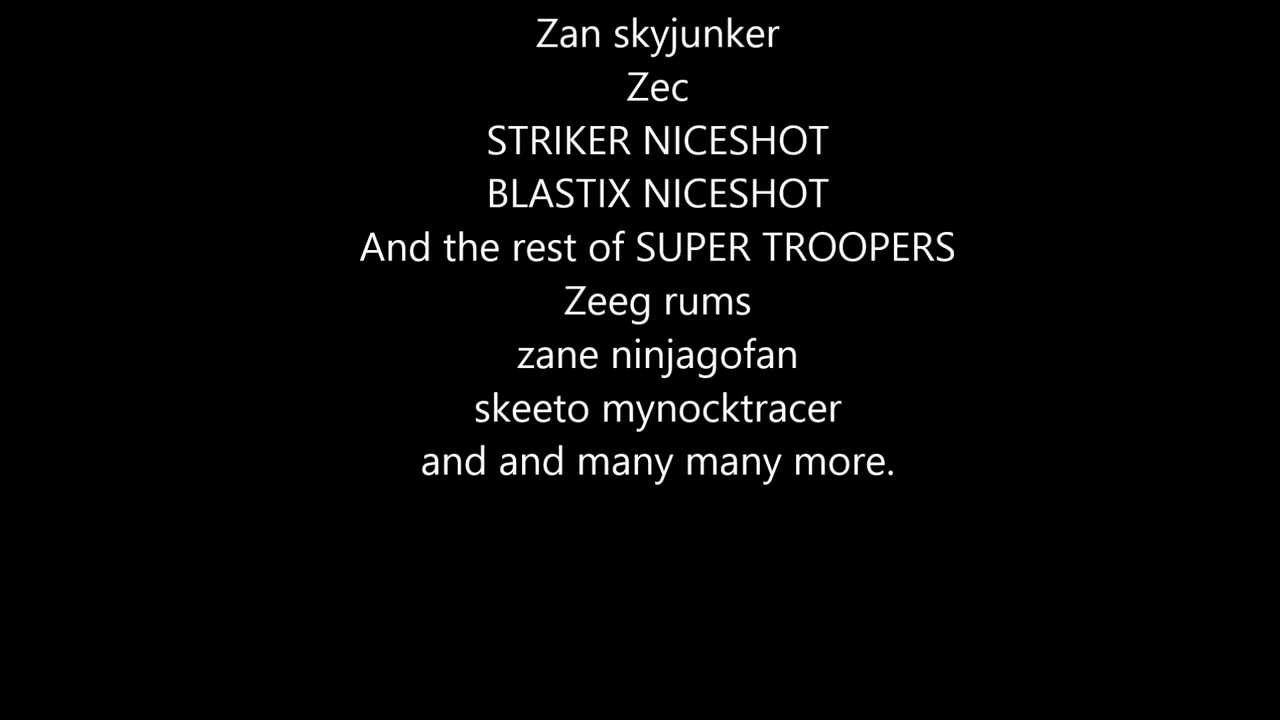 Zan skyjunker
Zec
STRIKER NICESHOT
BLASTIX NICESHOT
And the rest of SUPER TROOPERS
Zeeg rums
zane ninjagofan
skeeto mynocktracer
and and many many more.